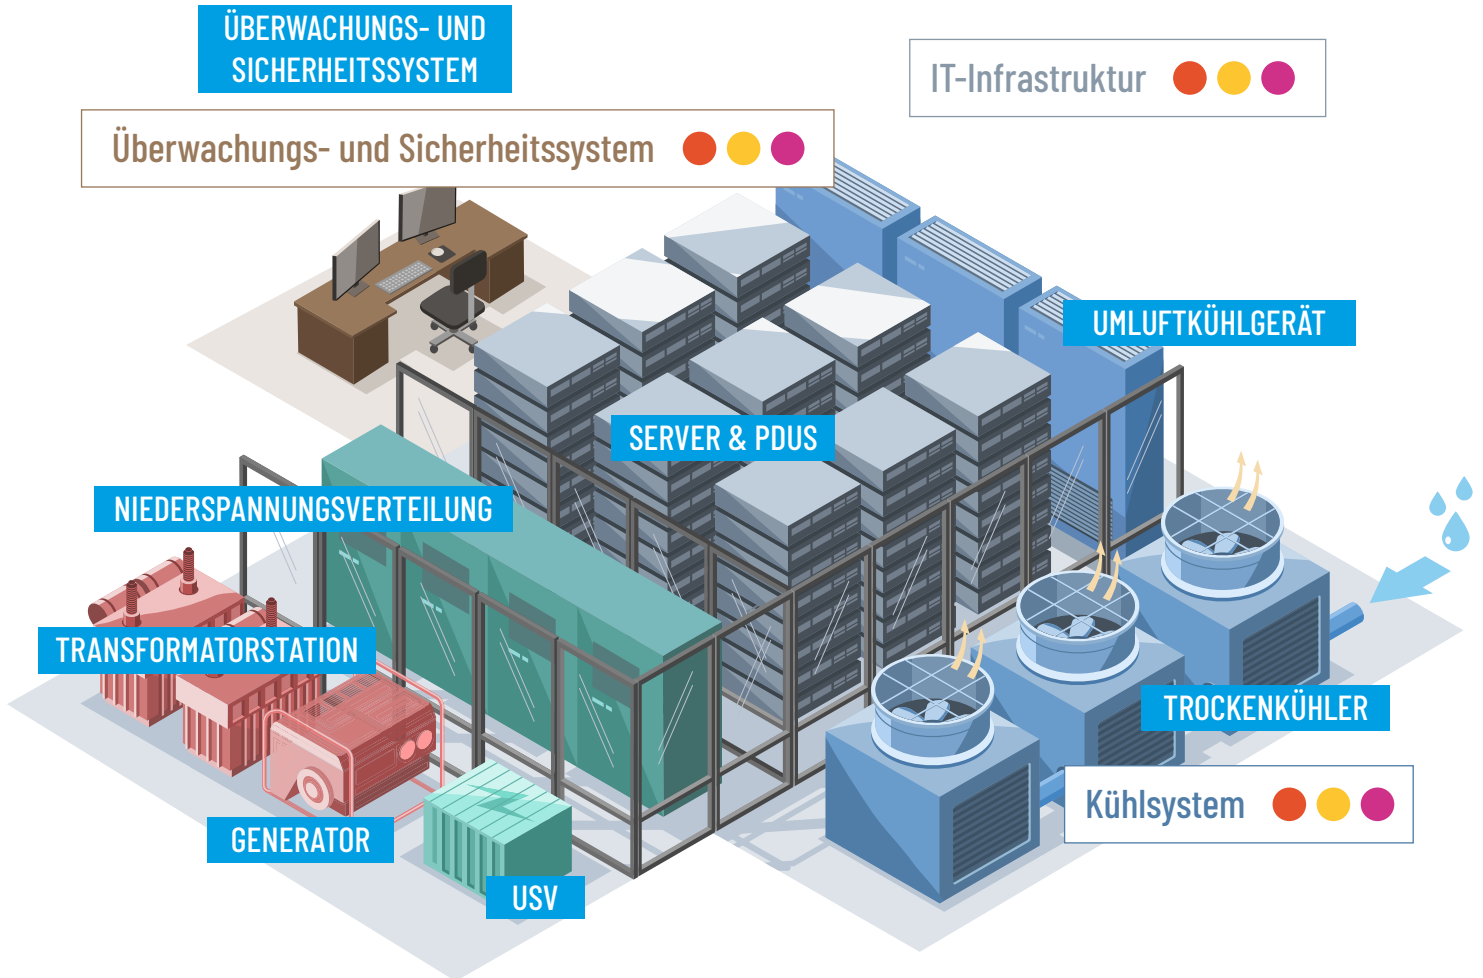 ÜBERWACHUNGS- UND
SICHERHEITSSYSTEM
IT-Infrastruktur
Überwachungs- und Sicherheitssystem
UMLUFTKÜHLGERÄT
SERVER & PDUS
NIEDERSPANNUNGSVERTEILUNG
TRANSFORMATORSTATION
TROCKENKÜHLER
Kühlsystem
GENERATOR
USV